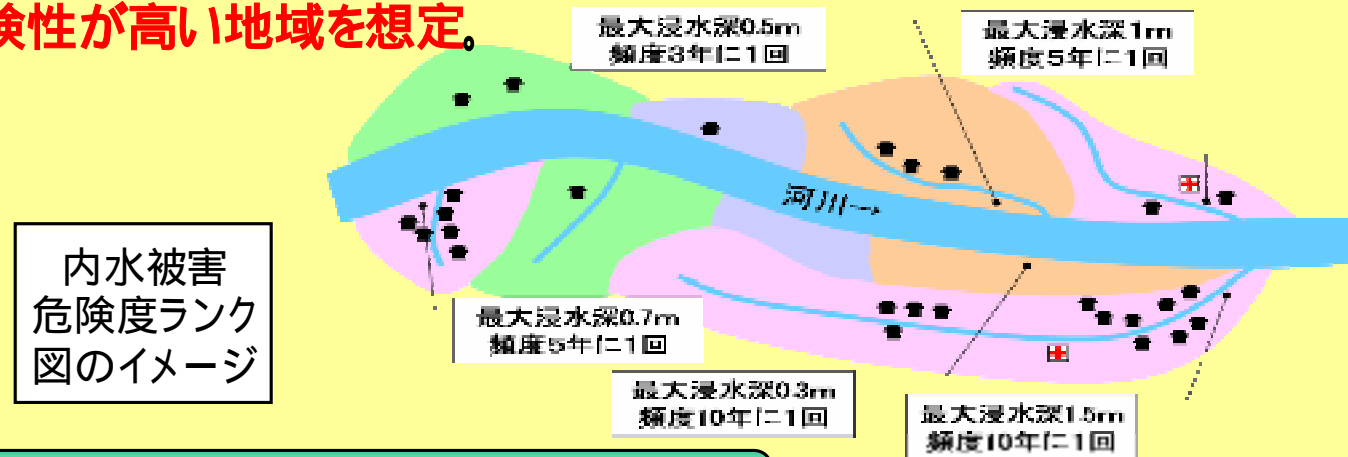 険性が高い地域を想定。
最大浸水深0.5m
頻度3年に1回
最大浸水深1m
頻度5年に1回
河川→
内水被害
危険度ランク
図のイメージ
最大浸水深0.7m
頻度5年に1回
最大浸水深0.3m
頻度10年に1回
最大浸水深1.5m
頻度10年に1回